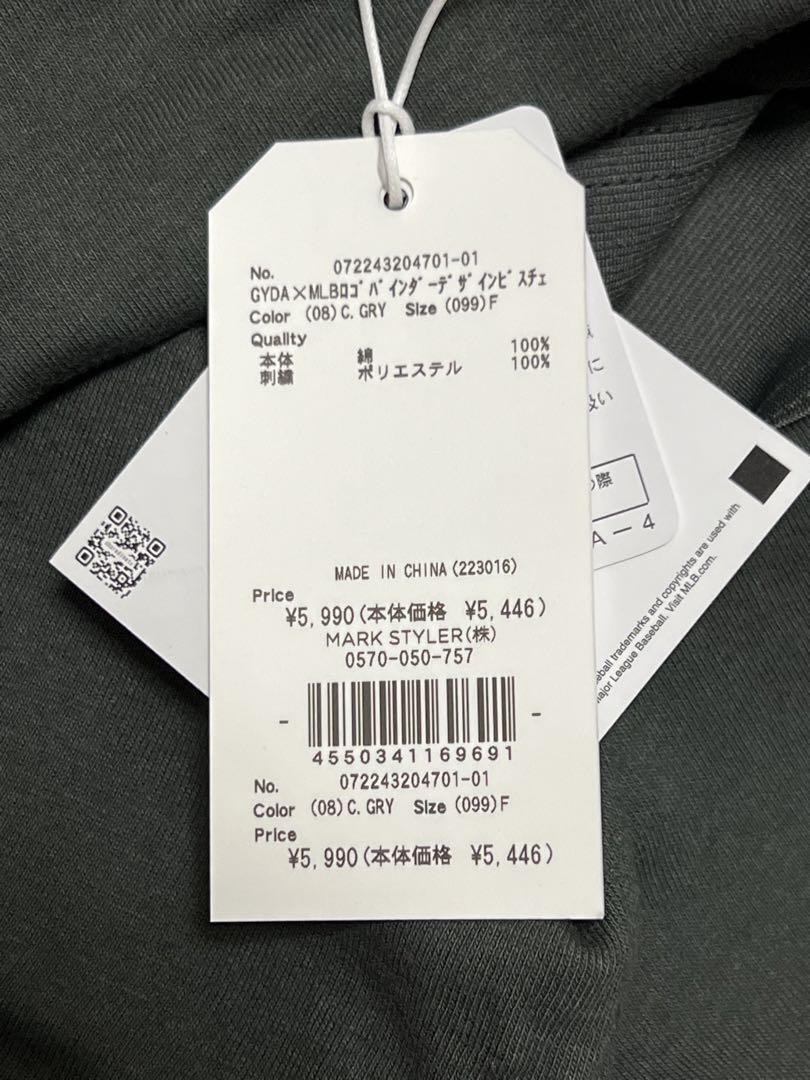 No. 072243204701-01
GYDA×MLBﾛｺﾞﾊﾞｲﾝﾀﾞｰﾃﾞｻﾞｲﾝﾋﾞｽﾁｪ
Color (08)C.GRY Size (099)F
Quality
本体 綿 100%
刺繍 ポリエステル 100%
MADE IN CHINA(223016)
Price
¥5,990(本体価格 ¥5,446)
MARK STYLER(株)
0570-050-757
4550341169691
No. 072243204701-01
Color (08)C.GRY Size (099)F
Price
¥5,990(本体価格 ¥5,446)
に
扱い
の際
A-4
trademarks and copyrights are used with
Major League Baseball. Visit MLB.com.